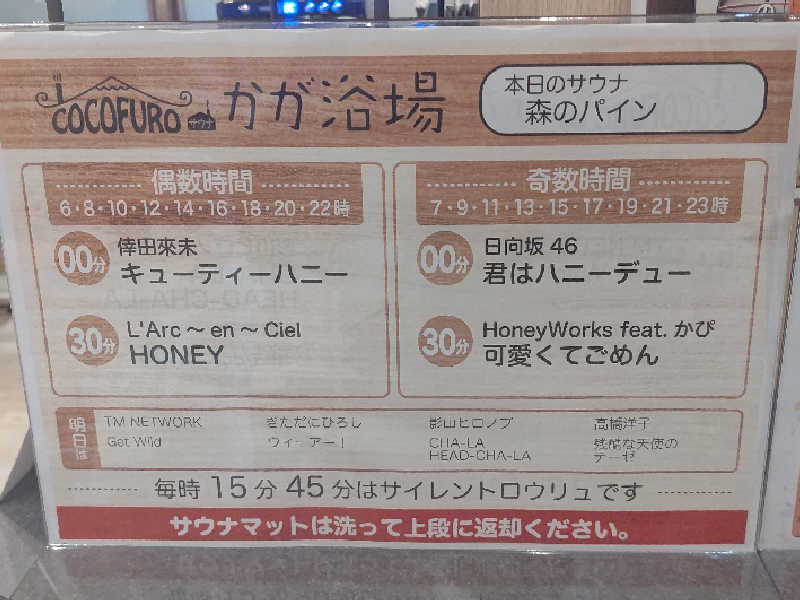 COCOFURO サウナ かが浴場
本日のサウナ
森のパイン
偶数時間
6・8・10・12・14・16・18・20・22時
00分 倖田來未
キューティーハニー
30分 L'Arc～en～Ciel
HONEY
奇数時間
7・9・11・13・15・17・19・21・23時
00分 日向坂46
君はハニーデュー
30分 HoneyWorks feat. かぴ
可愛くてごめん
明日は
TM NETWORK
Get Wild
きただにひろし
ウィーアー！
影山ヒロノブ
CHA-LA
HEAD-CHA-LA
高橋洋子
残酷な天使の
テーゼ
毎時 15分 45分はサイレントロウリュです
サウナマットは洗って上段に返却ください。